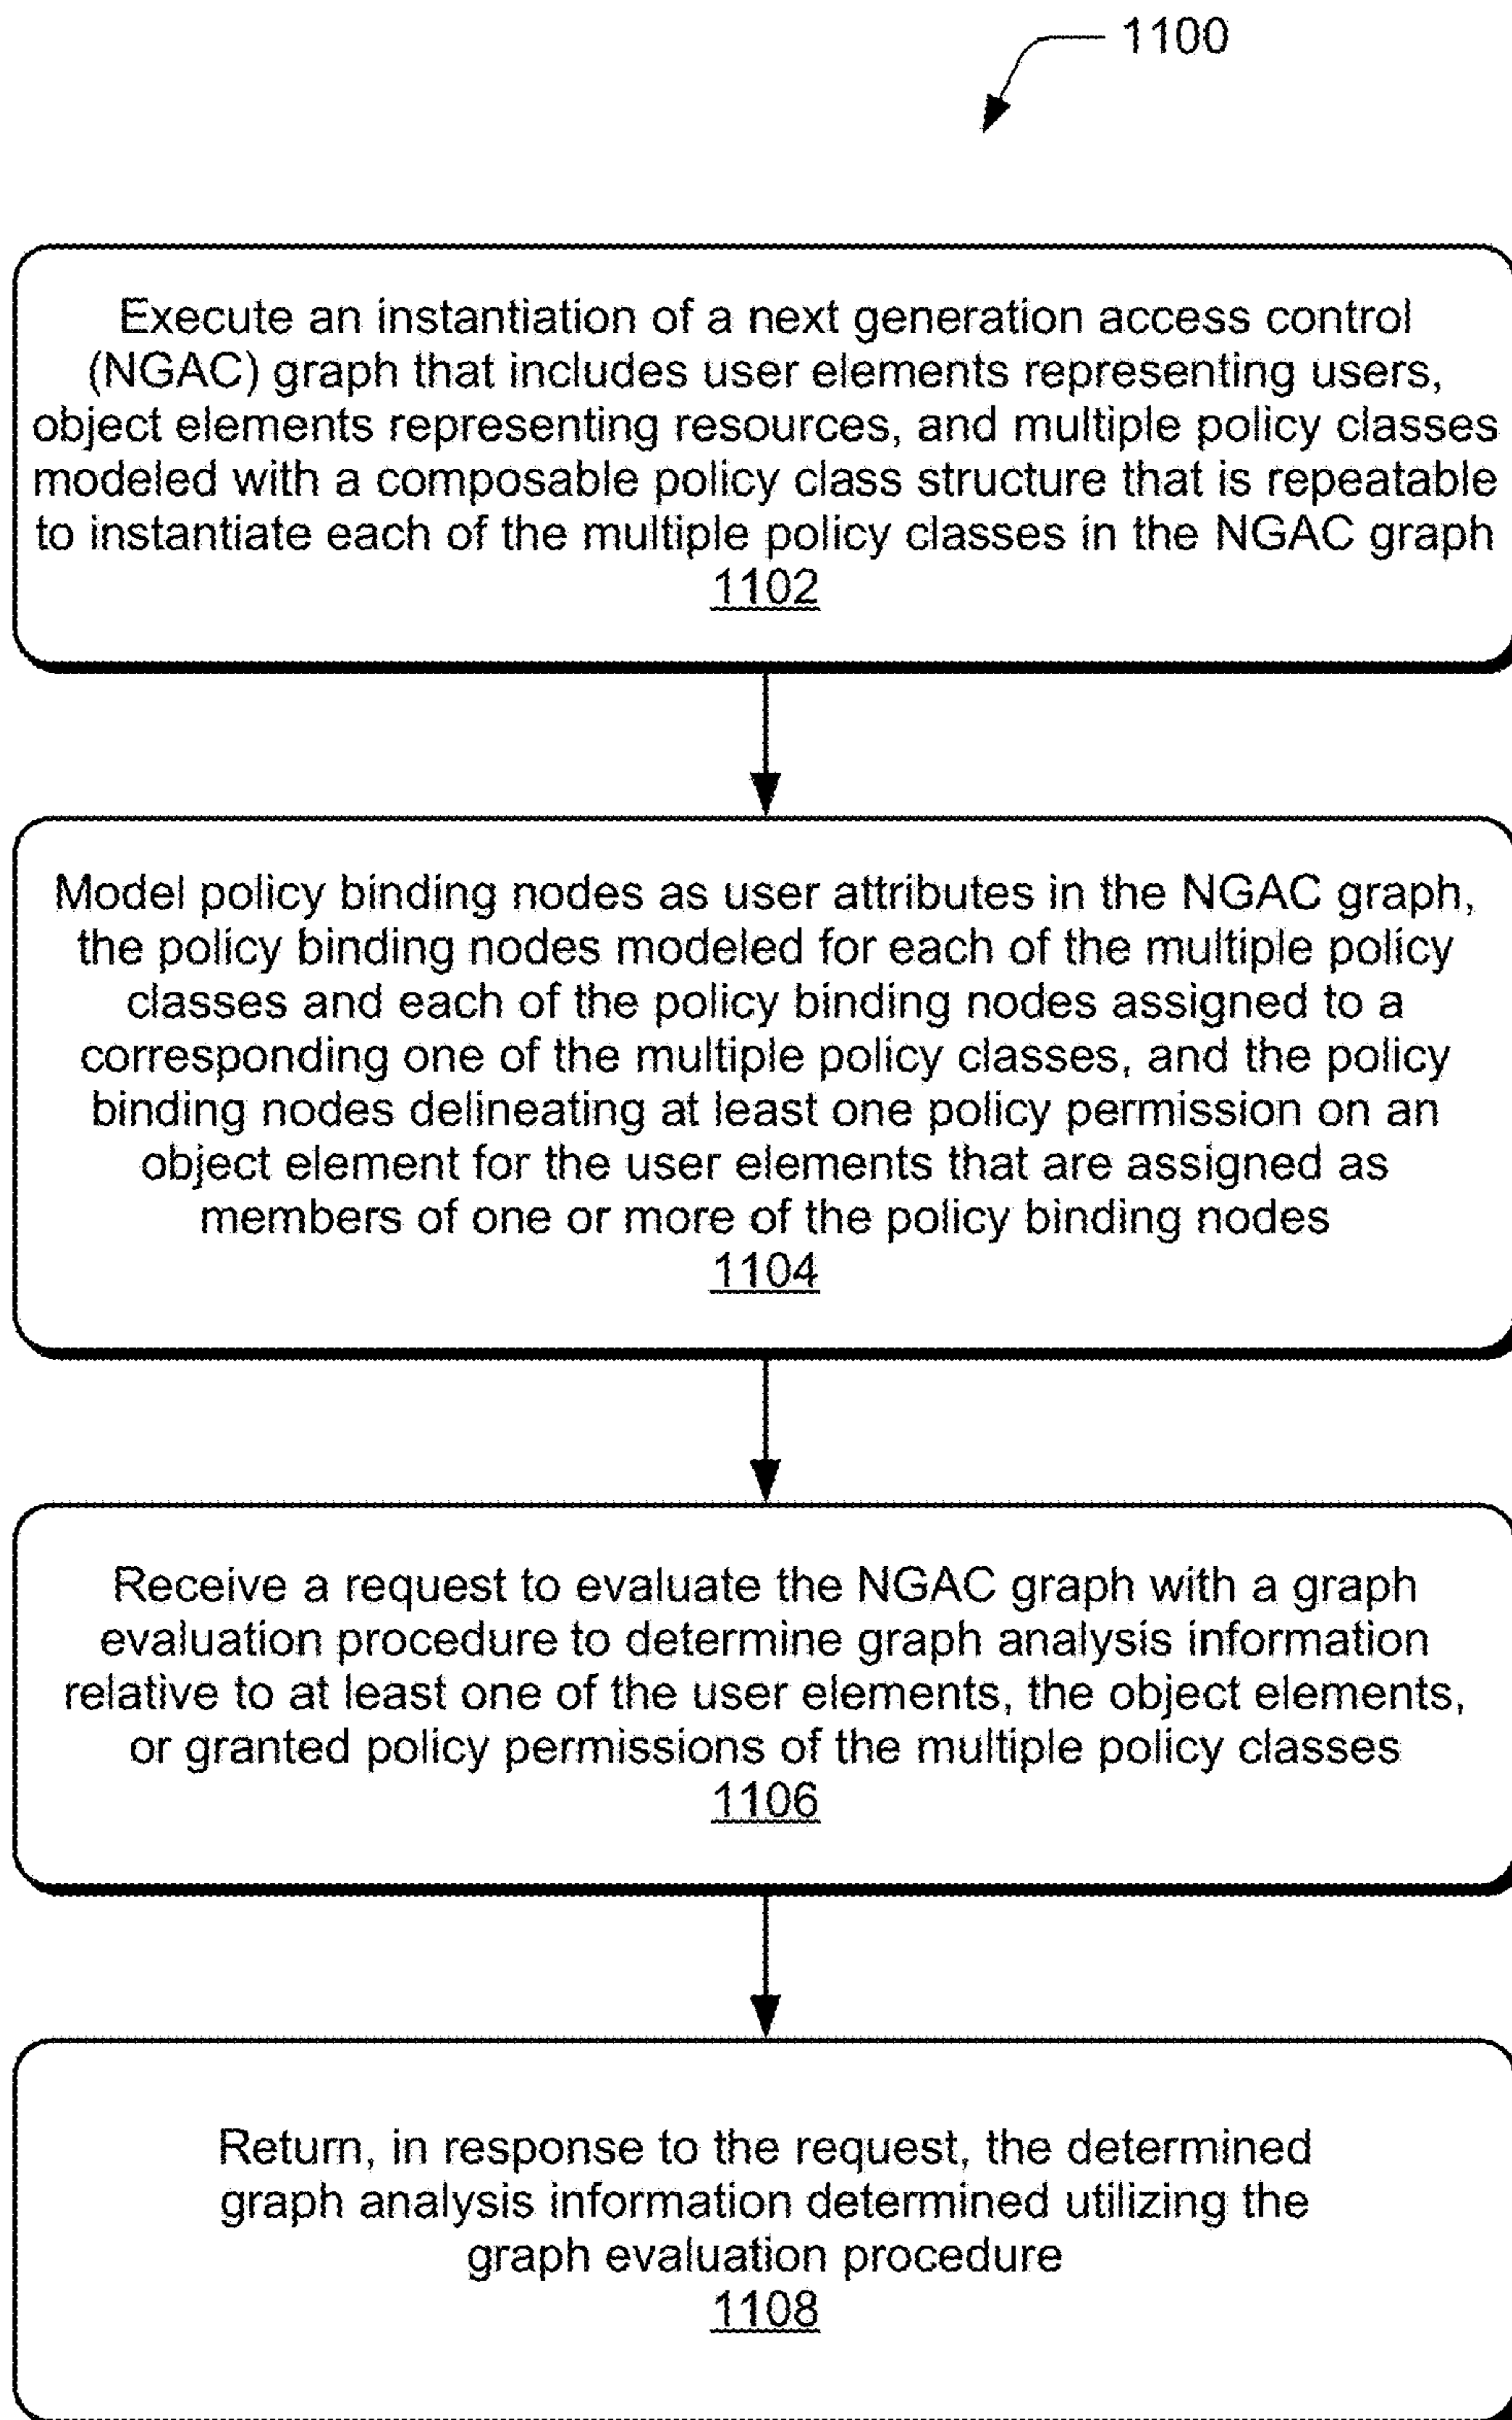 1100
Execute an instantiation of a next generation access control
(NGAC) graph that includes user elements representing users,
object elements representing resources, and multiple policy classes
modeled with a composable policy class structure that is repeatable
to instantiate each of the multiple policy classes in the NGAC graph
1102
Model policy binding nodes as user attributes in the NGAC graph,
the policy binding nodes modeled for each of the multiple policy
classes and each of the policy binding nodes assigned to a
corresponding one of the multiple policy classes, and the policy
binding nodes delineating at least one policy permission on an
object element for the user elements that are assigned as
members of one or more of the policy binding nodes
1104
Receive a request to evaluate the NGAC graph with a graph
evaluation procedure to determine graph analysis information
relative to at least one of the user elements, the object elements,
or granted policy permissions of the multiple policy classes
1106
Return, in response to the request, the determined
graph analysis information determined utilizing the
graph evaluation procedure
1108